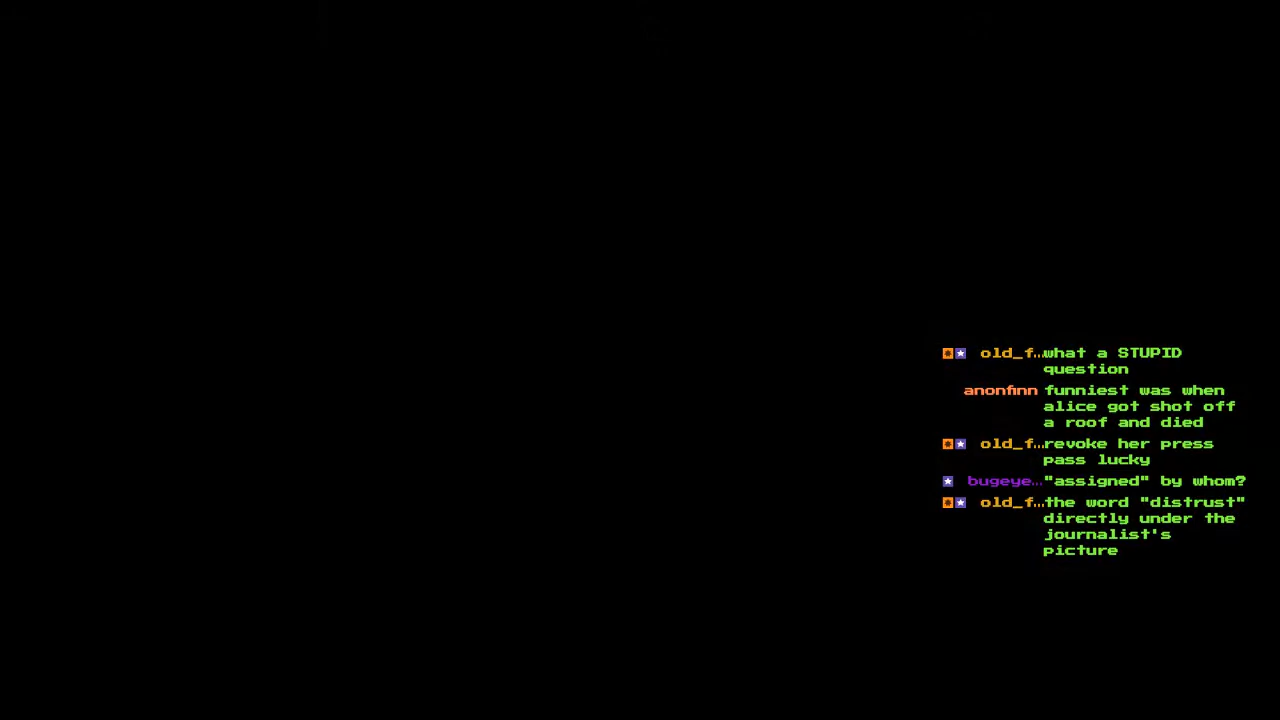 old_f… what a STUPID
question
anonfinn funniest was when
alice got shot off
a roof and died
old_f… revoke her press
pass lucky
bugeye… "assigned" by whom?
old_f… the word "distrust"
directly under the
journalist's
picture